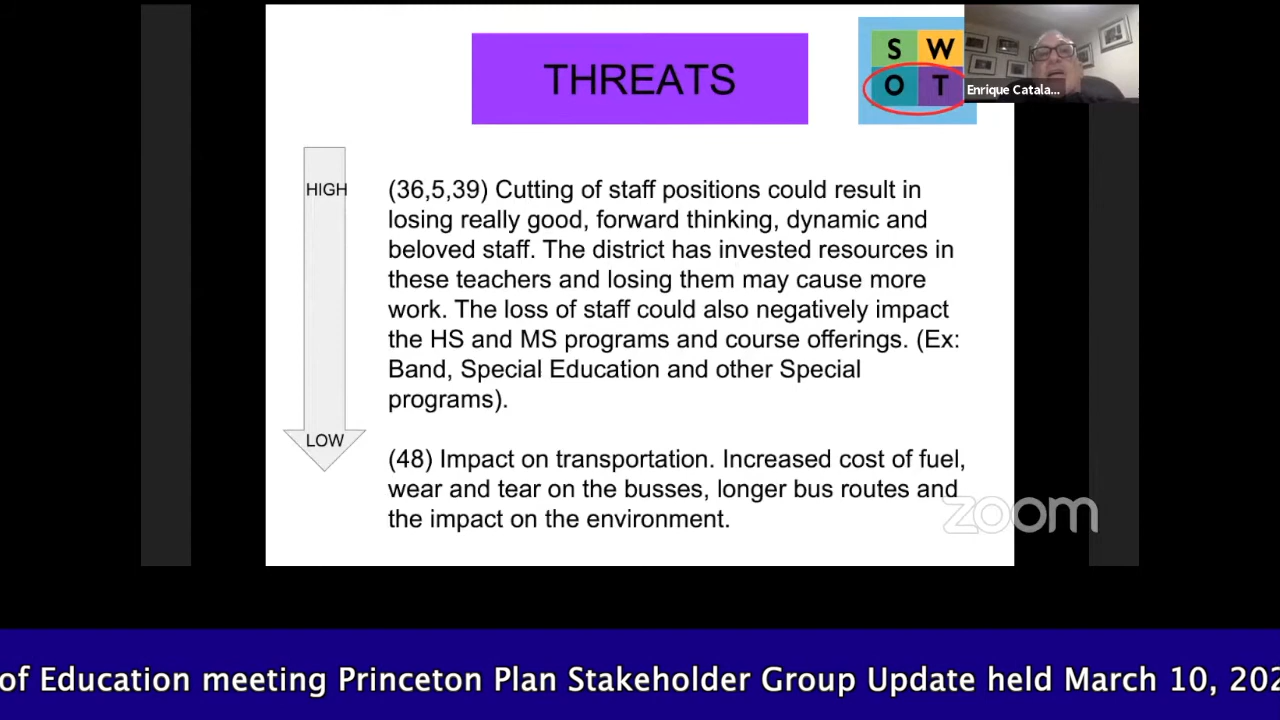 THREATS
S W
O T
Enrique Catala...
HIGH
(36,5,39) Cutting of staff positions could result in
losing really good, forward thinking, dynamic and
beloved staff. The district has invested resources in
these teachers and losing them may cause more
work. The loss of staff could also negatively impact
the HS and MS programs and course offerings. (Ex:
Band, Special Education and other Special
programs).
LOW
(48) Impact on transportation. Increased cost of fuel,
wear and tear on the busses, longer bus routes and
the impact on the environment.
zoom
of Education meeting Princeton Plan Stakeholder Group Update held March 10, 202